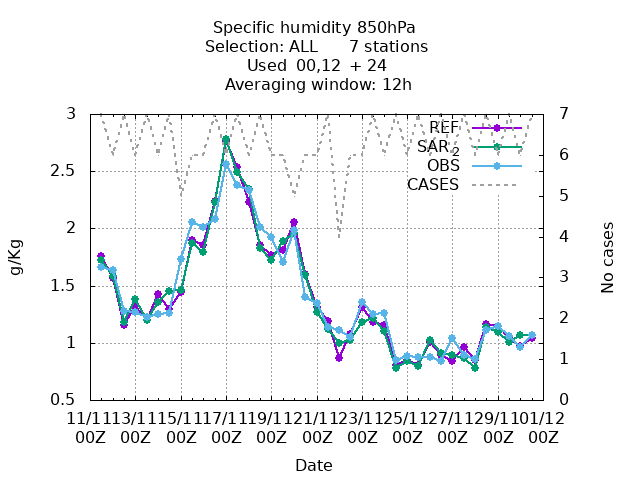 Specific humidity 850hPa
Selection: ALL 7 stations
Used 00,12 + 24
Averaging window: 12h
3
2.5
2
1.5
1
0.5
g/Kg
7
6
5
4
3
2
1
0
No cases
REF
SAR_2
OBS
CASES
11/11 13/11 15/11 17/11 19/11 21/11 23/11 25/11 27/11 29/11 01/12
00Z 00Z 00Z 00Z 00Z 00Z 00Z 00Z 00Z 00Z 00Z
Date